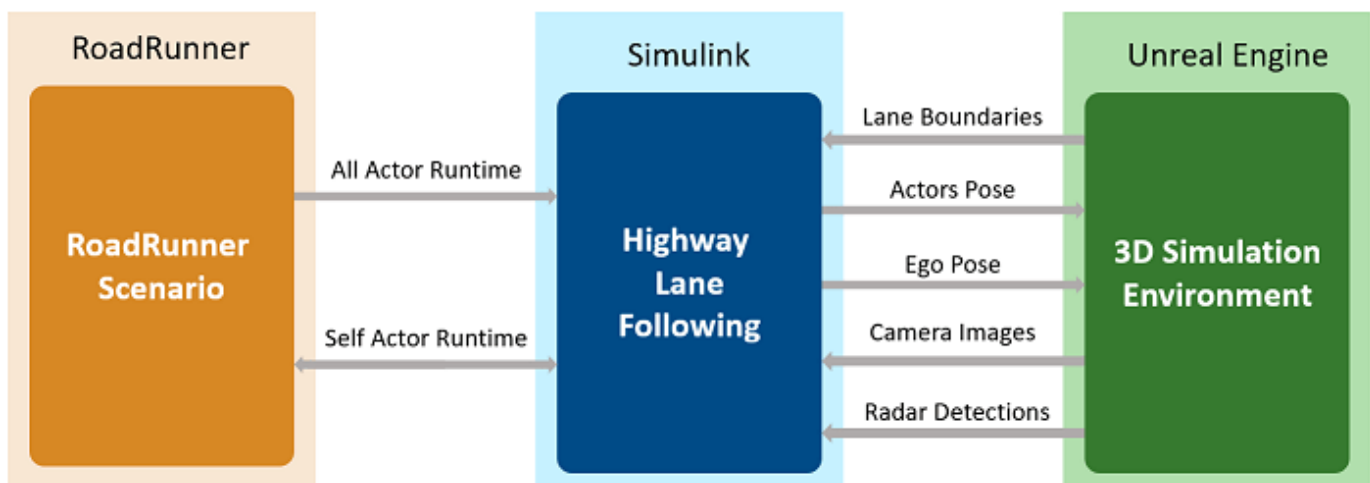 RoadRunner
RoadRunner
Scenario
All Actor Runtime
Self Actor Runtime
Simulink
Highway
Lane
Following
Lane Boundaries
Actors Pose
Ego Pose
Camera Images
Radar Detections
Unreal Engine
3D Simulation
Environment